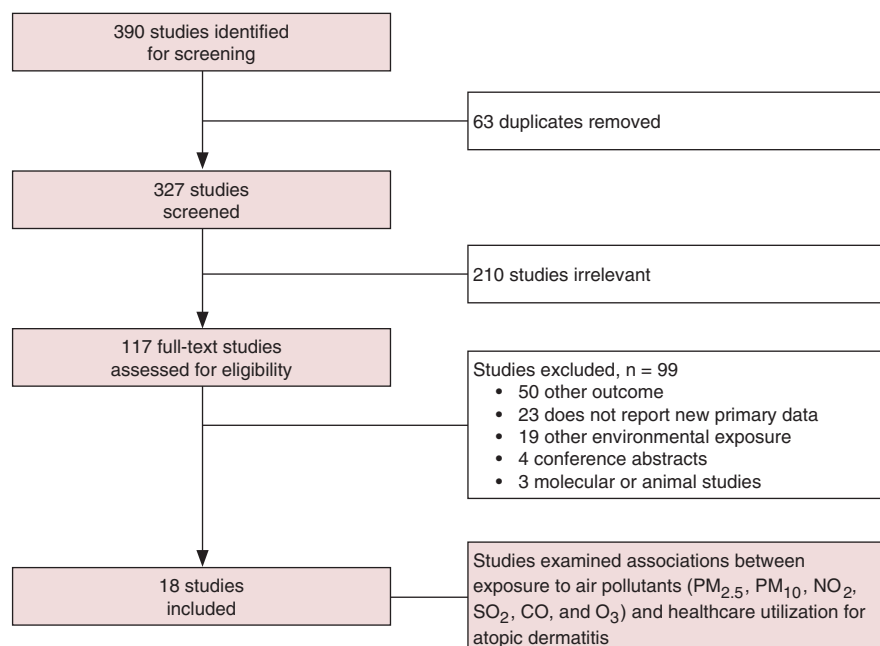 390 studies identified
for screening
63 duplicates removed
327 studies
screened
210 studies irrelevant
117 full-text studies
assessed for eligibility
Studies excluded, n = 99
• 50 other outcome
• 23 does not report new primary data
• 19 other environmental exposure
• 4 conference abstracts
• 3 molecular or animal studies
18 studies
included
Studies examined associations between
exposure to air pollutants (PM2.5, PM10, NO2,
SO2, CO, and O3) and healthcare utilization for
atopic dermatitis